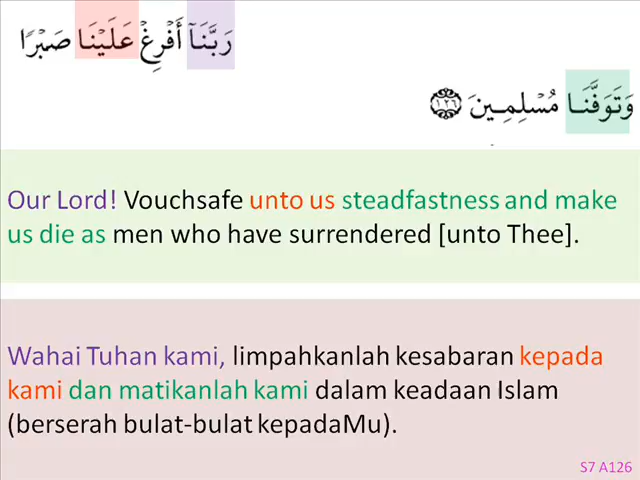 رَبَّنَآ أَفْرِغْ عَلَيْنَا صَبْرًا
وَتَوَفَّنَا مُسْلِمِينَ ١٢٦
Our Lord! Vouchsafe unto us steadfastness and make
us die as men who have surrendered [unto Thee].
Wahai Tuhan kami, limpahkanlah kesabaran kepada
kami dan matikanlah kami dalam keadaan Islam
(berserah bulat-bulat kepadaMu).
S7 A126